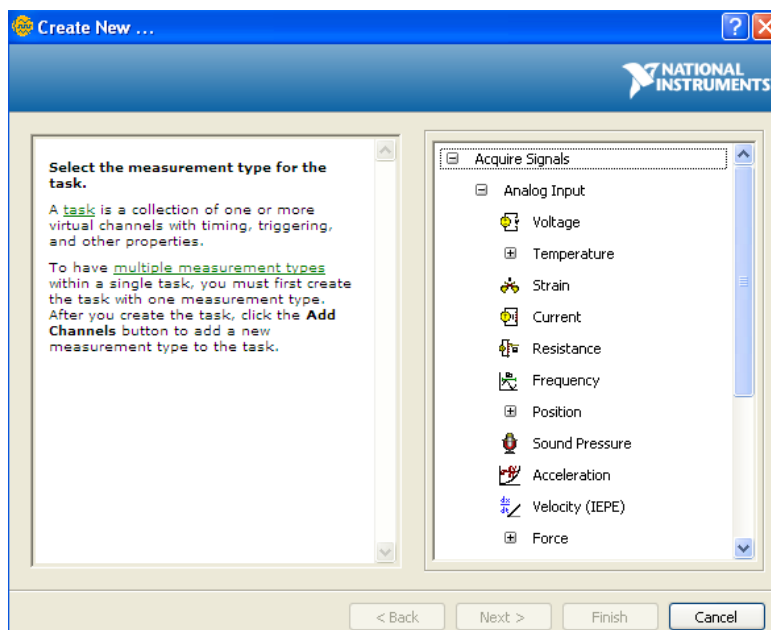 Create New ...
NATIONAL
INSTRUMENTS
Select the measurement type for the
task.
A task is a collection of one or more
virtual channels with timing, triggering,
and other properties.
To have multiple measurement types
within a single task, you must first create
the task with one measurement type.
After you create the task, click the Add
Channels button to add a new
measurement type to the task.
Acquire Signals
Analog Input
Voltage
Temperature
Strain
Current
Resistance
Frequency
Position
Sound Pressure
Acceleration
Velocity (IEPE)
Force
< Back
Next >
Finish
Cancel